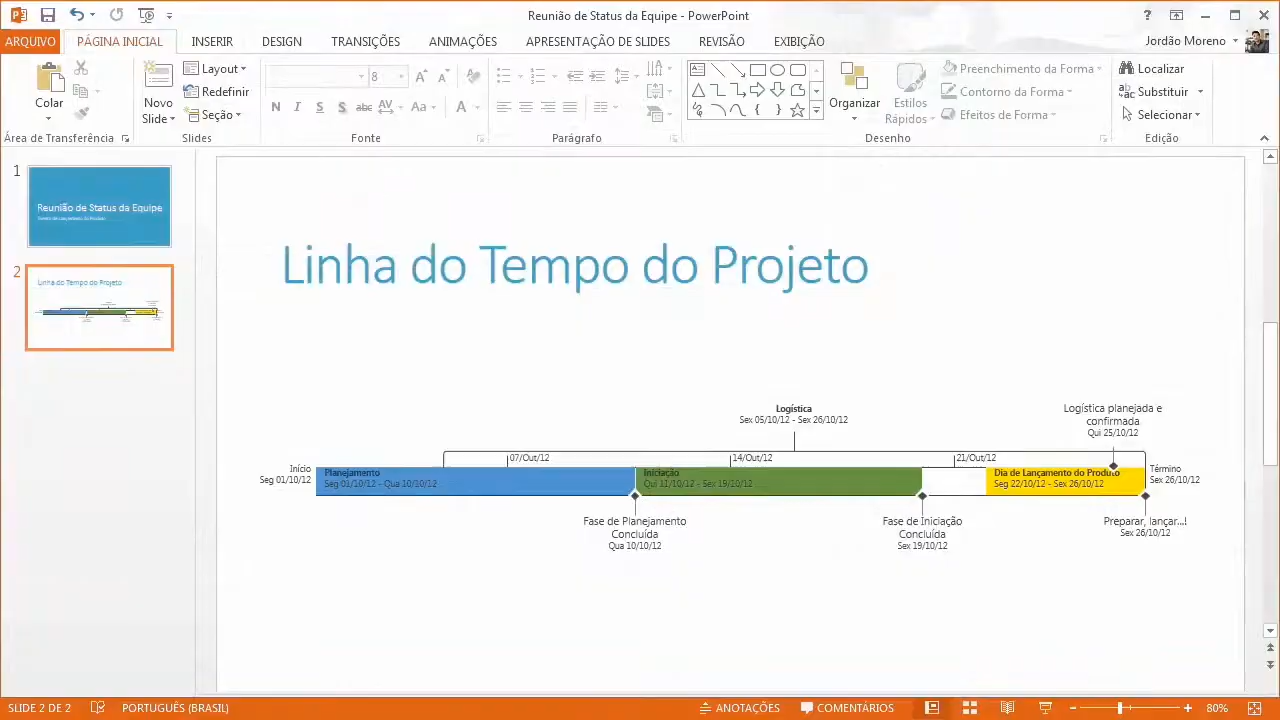 Reunião de Status da Equipe - PowerPoint
ARQUIVO PÁGINA INICIAL INSERIR DESIGN TRANSIÇÕES ANIMAÇÕES APRESENTAÇÃO DE SLIDES REVISÃO EXIBIÇÃO Jordão Moreno
Colar
Novo
Slide
Layout
Redefinir
Seção
8
N I S S abc AV Aa A
Organizar
Estilos
Rápidos
Preenchimento da Forma
Contorno da Forma
Efeitos de Forma
Localizar
Substituir
Selecionar
Área de Transferência Slides Fonte Parágrafo Desenho Edição
1
Reunião de Status da Equipe
2
Linha do Tempo do Projeto
Linha do Tempo do Projeto
Logística
Sex 05/10/12 - Sex 26/10/12
Logística planejada e
confirmada
Qui 25/10/12
07/Out/12 14/Out/12 21/Out/12
Início
Seg 01/10/12
Planejamento
Seg 01/10/12 - Qua 10/10/12
Iniciação
Qui 11/10/12 - Sex 19/10/12
Dia de Lançamento do Produto
Seg 22/10/12 - Sex 26/10/12
Término
Sex 26/10/12
Fase de Planejamento
Concluída
Qua 10/10/12
Fase de Iniciação
Concluída
Sex 19/10/12
Preparar, lançar...!
Sex 26/10/12
SLIDE 2 DE 2 PORTUGUÊS (BRASIL) ANOTAÇÕES COMENTÁRIOS 80%